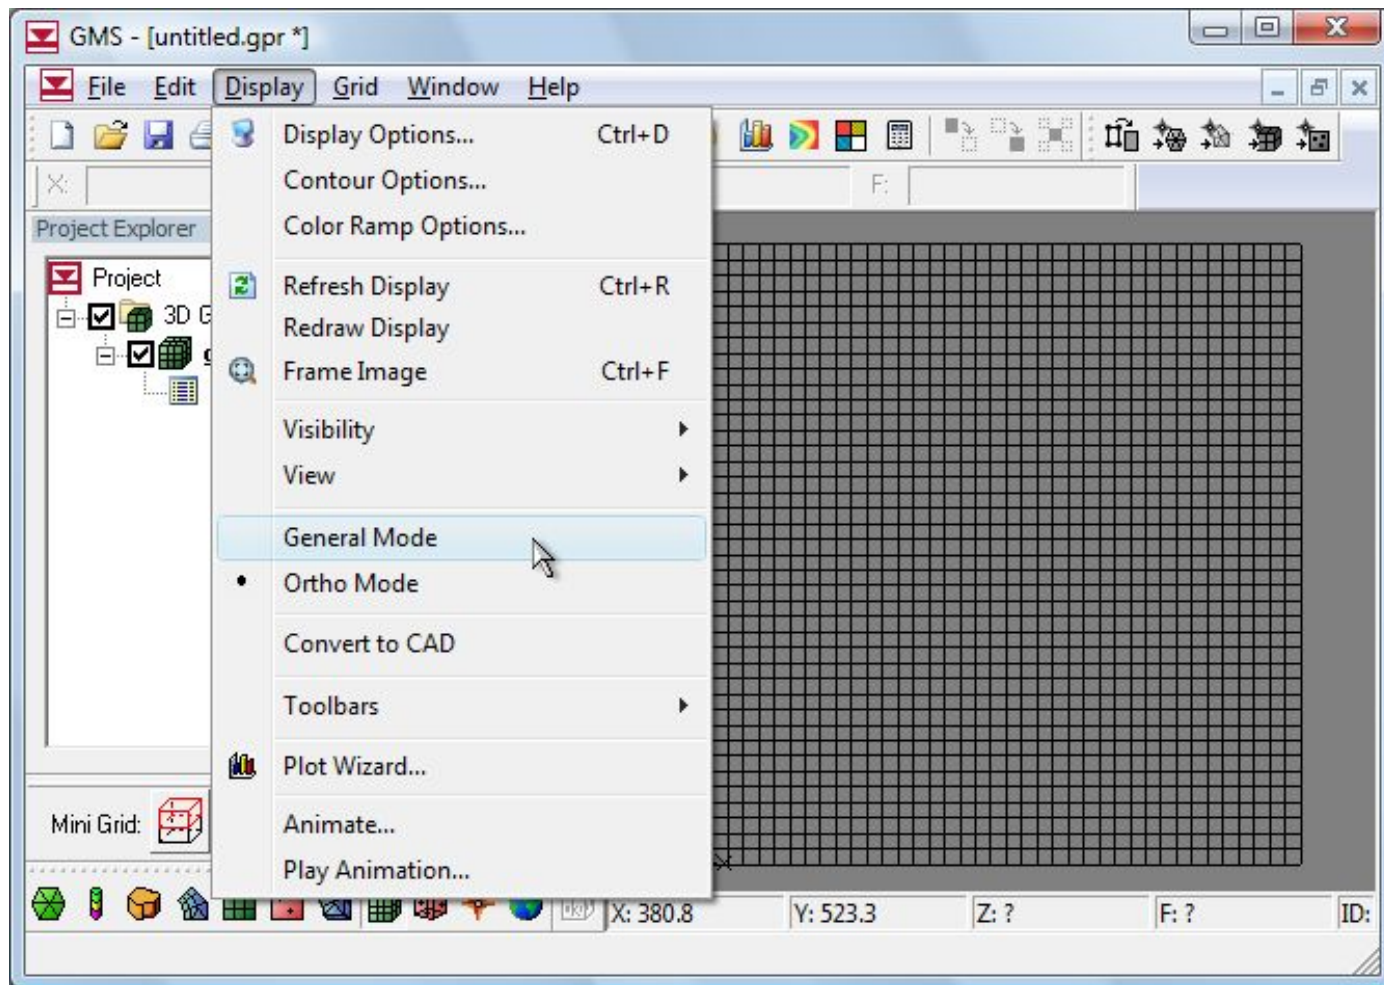 GMS - [untitled.gpr *]
File Edit Display Grid Window Help
Display Options... Ctrl+D
Contour Options...
Color Ramp Options...
Refresh Display Ctrl+R
Redraw Display
Frame Image Ctrl+F
Visibility
View
General Mode
Ortho Mode
Convert to CAD
Toolbars
Plot Wizard...
Animate...
Play Animation...
X: F:
Project Explorer
Project
3D G
g
Mini Grid:
X: 380.8 Y: 523.3 Z: ? F: ? ID: